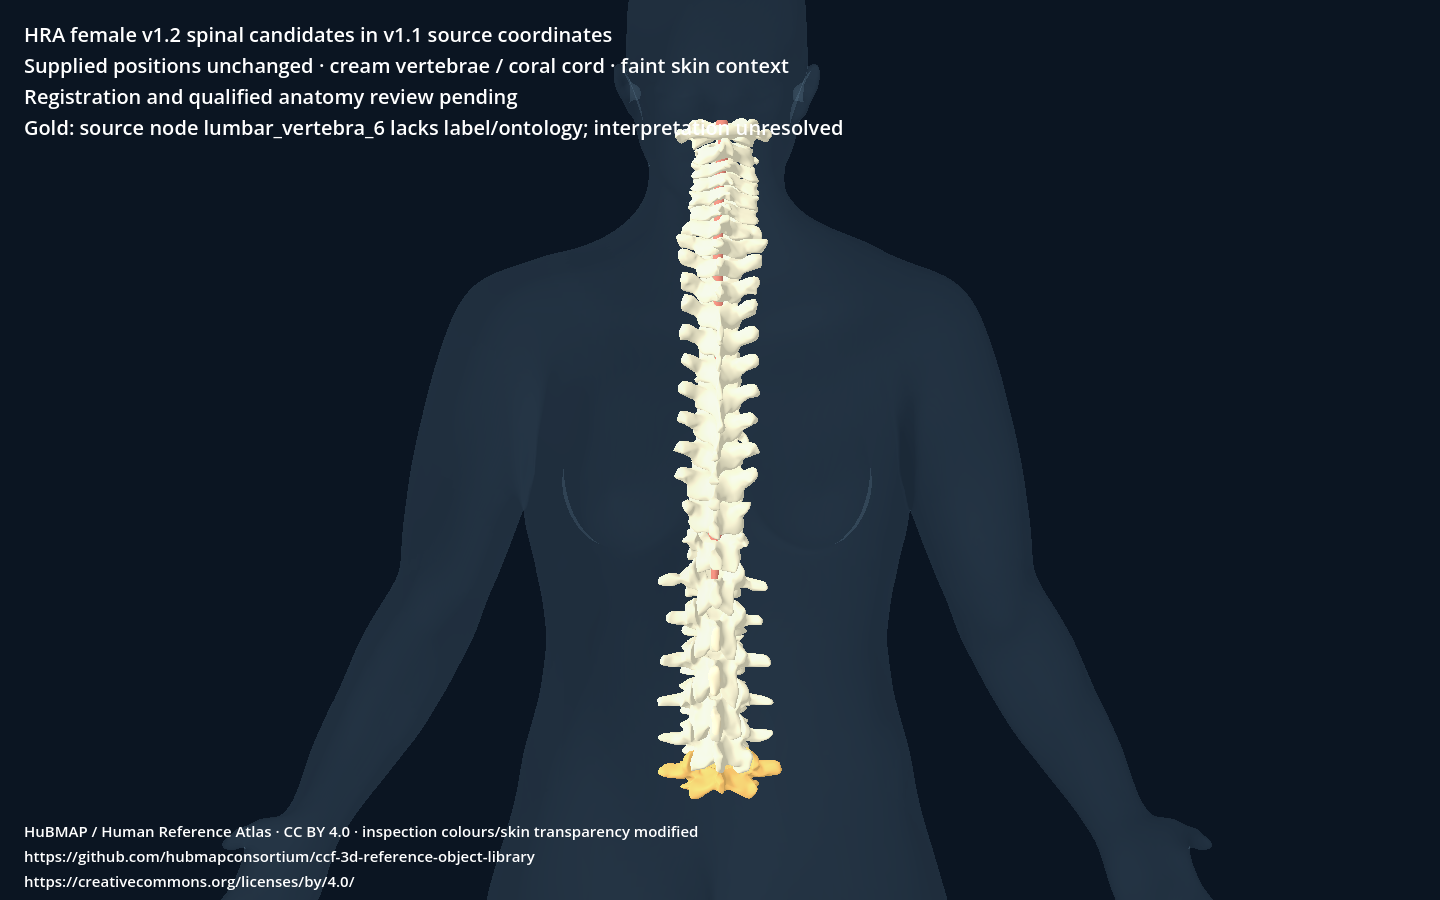 HRA female v1.2 spinal candidates in v1.1 source coordinates
Supplied positions unchanged · cream vertebrae / coral cord · faint skin context
Registration and qualified anatomy review pending
Gold: source node lumbar_vertebra_6 lacks label/ontology; interpretation unresolved
HuBMAP / Human Reference Atlas · CC BY 4.0 · inspection colours/skin transparency modified
https://github.com/hubmapconsortium/ccf-3d-reference-object-library
https://creativecommons.org/licenses/by/4.0/